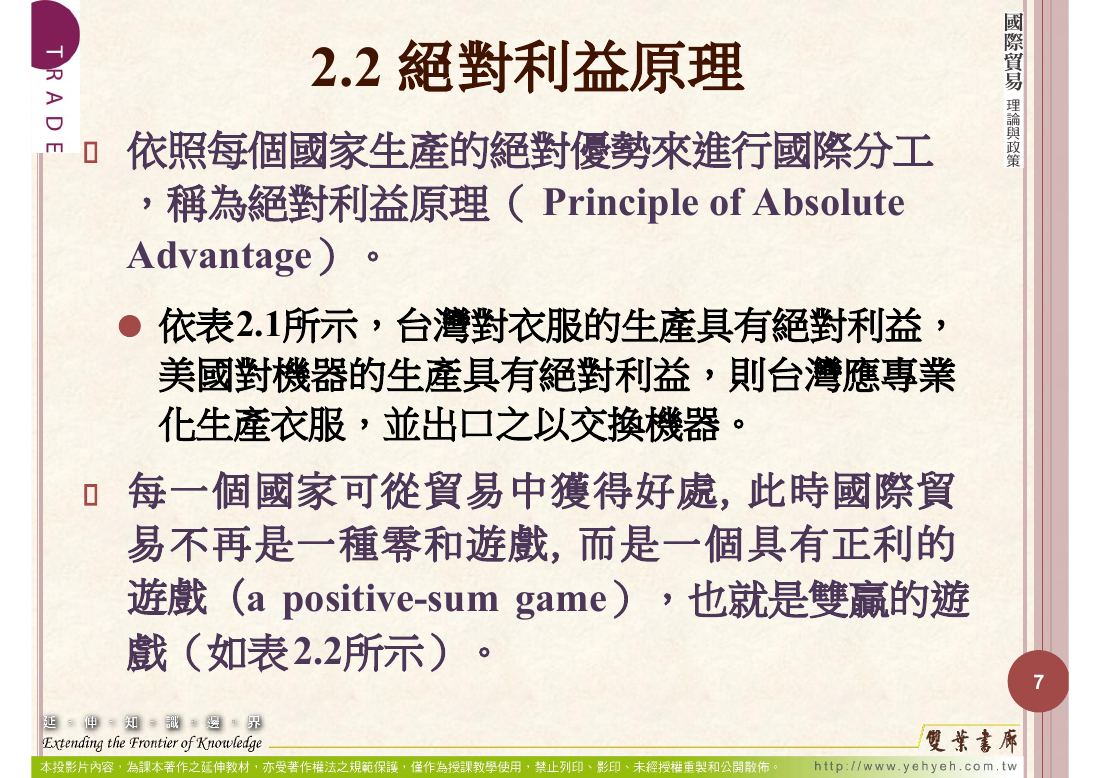 TRADE
國際貿易 理論與政策
2.2 絕對利益原理
依照每個國家生產的絕對優勢來進行國際分工
，稱為絕對利益原理（ Principle of Absolute
Advantage）。
依表2.1所示，台灣對衣服的生產具有絕對利益，
美國對機器的生產具有絕對利益，則台灣應專業
化生產衣服，並出口之以交換機器。
每一個國家可從貿易中獲得好處, 此時國際貿
易不再是一種零和遊戲, 而是一個具有正利的
遊戲（a positive-sum game），也就是雙贏的遊
戲（如表2.2所示）。
7
延．伸．知．識．邊．界
Extending the Frontier of Knowledge
雙葉書廊
本投影片內容，為課本著作之延伸教材，亦受著作權法之規範保護，僅作為授課教學使用，禁止列印、影印、未經授權重製和公開散佈。
http://www.yehyeh.com.tw